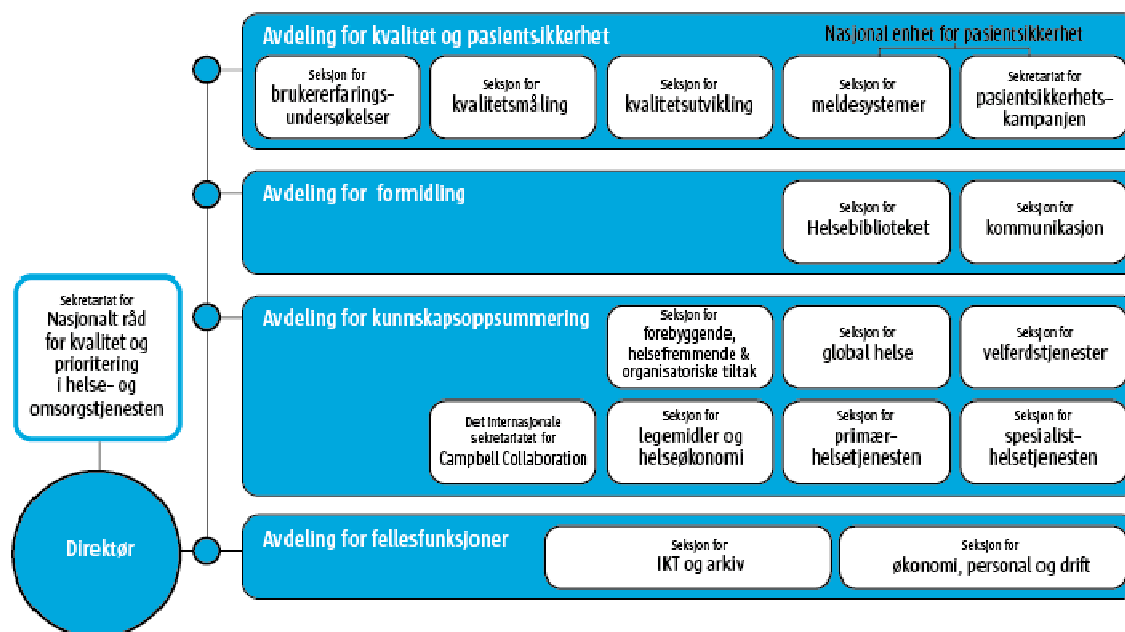 Avdeling for kvalitet og pasientsikkerhet
Nasjonal enhet for pasientsikkerhet
Seksjon for
brukererfarings-
undersøkelser
Seksjon for
kvalitetsmåling
Seksjon for
kvalitetsutvikling
Seksjon for
meldesystemer
Sekretariat for
pasientsikkerhets-
kampanjen
Avdeling for formidling
Seksjon for
Helsebiblioteket
Seksjon for
kommunikasjon
Sekretariat for
Nasjonalt råd
for kvalitet og
prioritering
i helse- og
omsorgstjenesten
Avdeling for kunnskapsoppsummering
Seksjon for
forebyggende,
helsefremmende &
organisatoriske tiltak
Seksjon for
global helse
Seksjon for
velferdstjenester
Det internasjonale
sekretariatet for
Campbell Collaboration
Seksjon for
legemidler og
helseøkonomi
Seksjon for
primær-
helsetjenesten
Seksjon for
spesialist-
helsetjenesten
Direktør
Avdeling for fellesfunksjoner
Seksjon for
IKT og arkiv
Seksjon for
økonomi, personal og drift